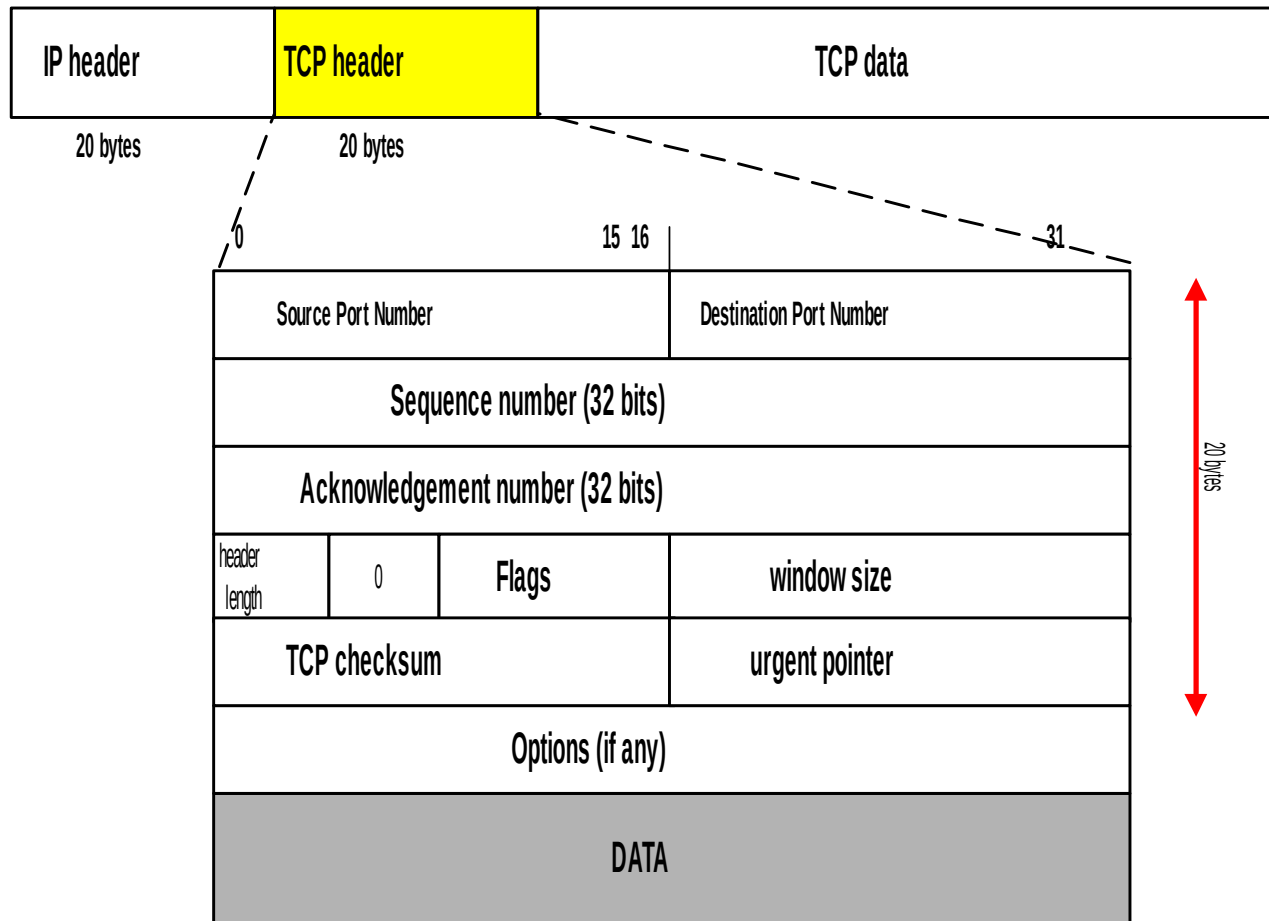 IP header TCP header TCP data
20 bytes 20 bytes
0 15 16 31
Source Port Number Destination Port Number
Sequence number (32 bits)
Acknowledgement number (32 bits)
header
length
0 Flags window size
TCP checksum urgent pointer
Options (if any)
DATA
20 bytes